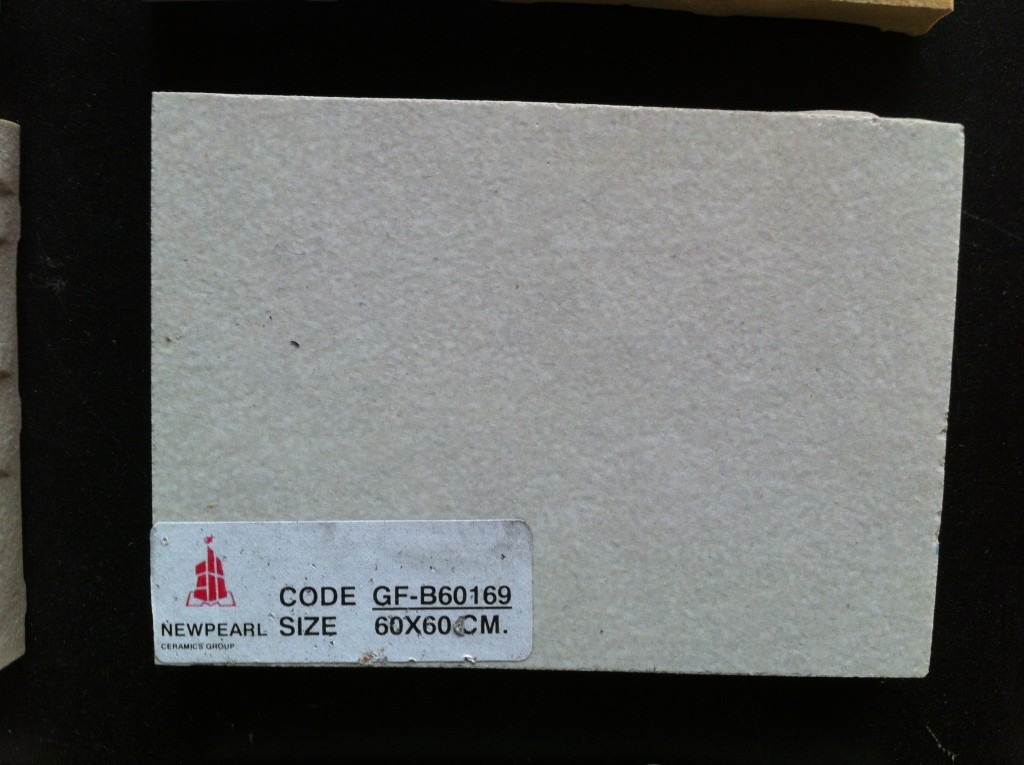 CODE GF-B60169
NEWPEARL SIZE 60X60 CM.
CERAMICS GROUP